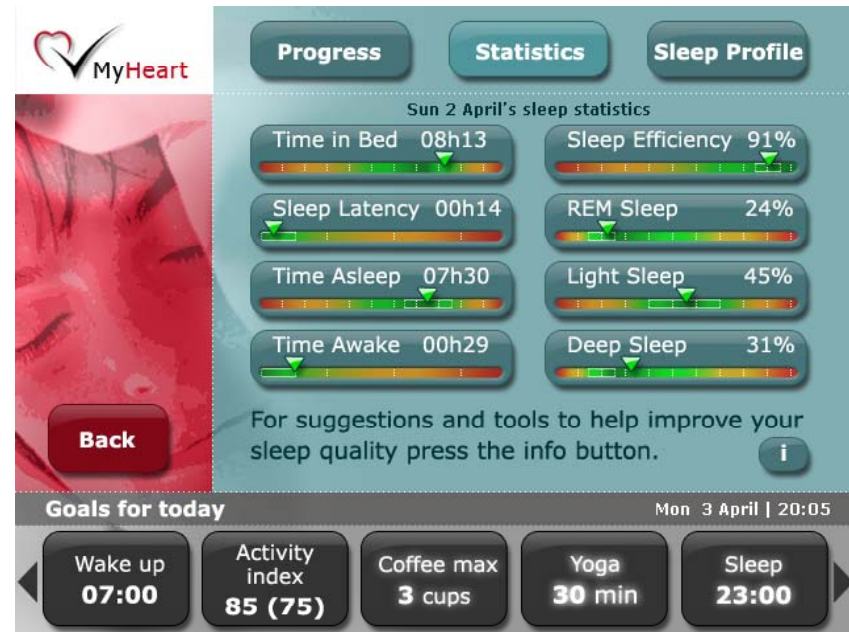 MyHeart
Progress
Statistics
Sleep Profile
Sun 2 April's sleep statistics
Time in Bed 08h13
Sleep Efficiency 91%
Sleep Latency 00h14
REM Sleep 24%
Time Asleep 07h30
Light Sleep 45%
Time Awake 00h29
Deep Sleep 31%
For suggestions and tools to help improve your
sleep quality press the info button.
i
Back
Goals for today
Mon 3 April | 20:05
Wake up
07:00
Activity
index
85 (75)
Coffee max
3 cups
Yoga
30 min
Sleep
23:00